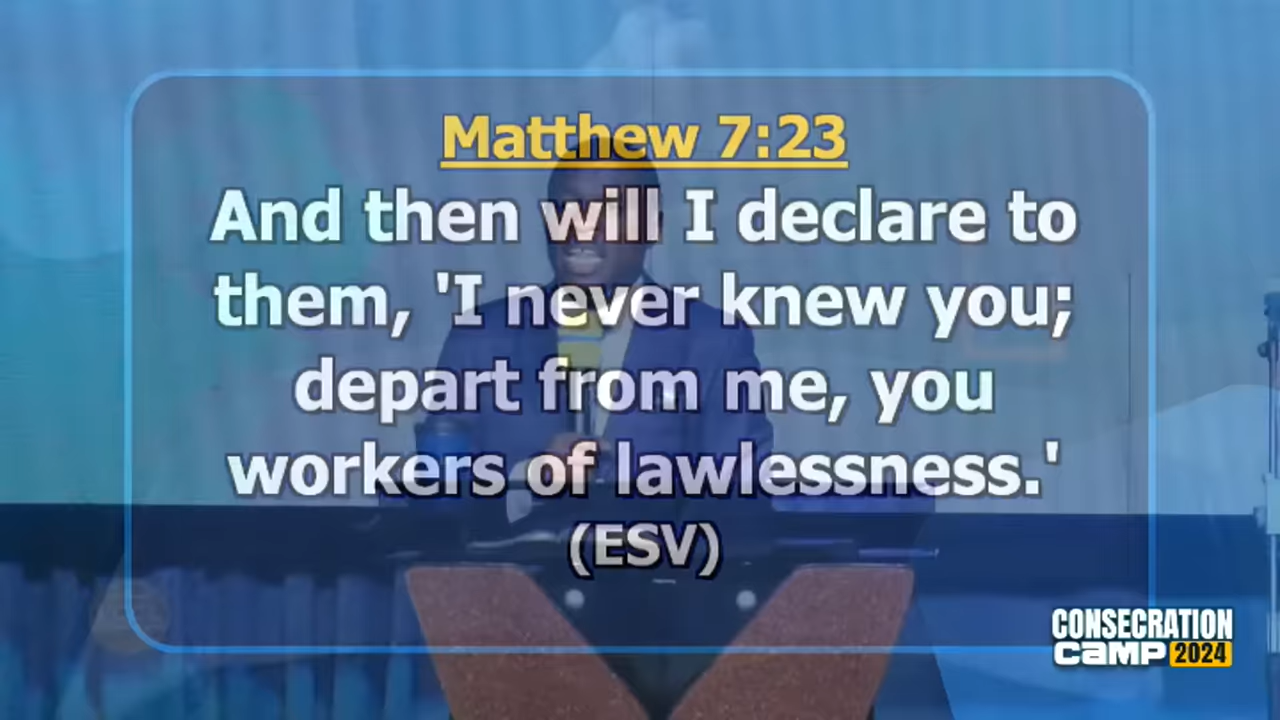 Matthew 7:23
And then will I declare to
them, 'I never knew you;
depart from me, you
workers of lawlessness.'
(ESV)
CONSECRATION
CAMP 2024